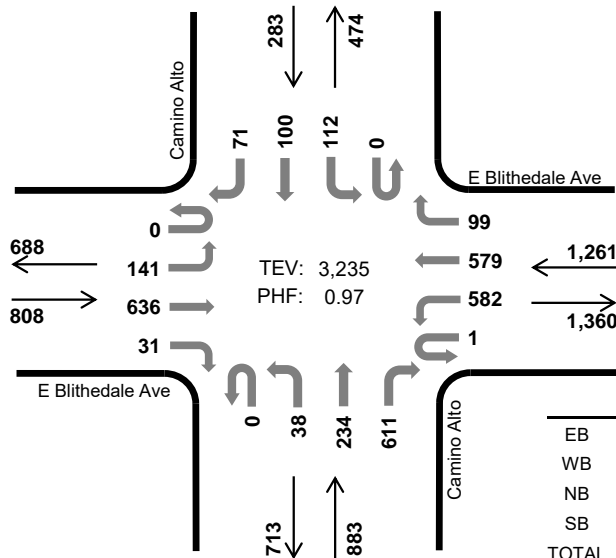 283
474
Camino Alto
71
100
112
0
E Blithedale Ave
0
99
688
141
TEV: 3,235
579
1,261
808
636
PHF: 0.97
582
1,360
31
1
E Blithedale Ave
0
38
234
611
Camino Alto
EB
WB
NB
SB
TOTAL
713
883